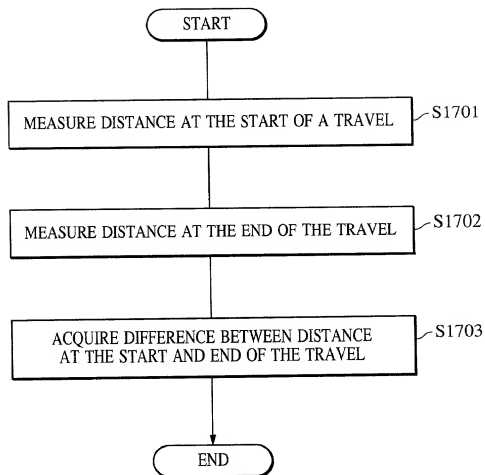 START
MEASURE DISTANCE AT THE START OF A TRAVEL
S1701
MEASURE DISTANCE AT THE END OF THE TRAVEL
S1702
ACQUIRE DIFFERENCE BETWEEN DISTANCE
AT THE START AND END OF THE TRAVEL
S1703
END